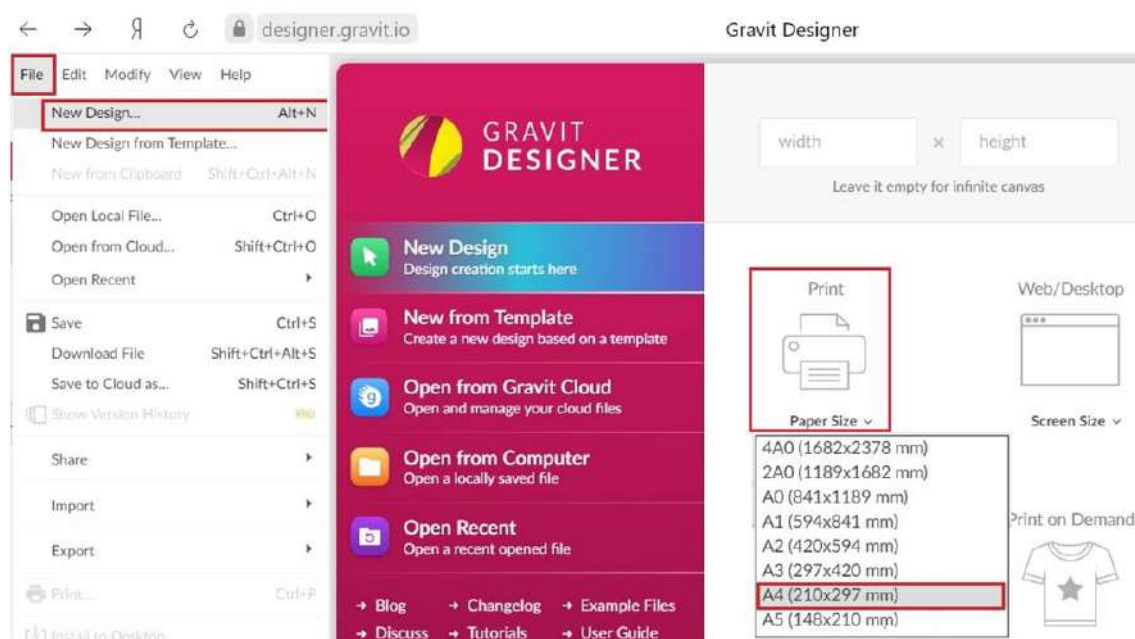 designer.gravit.io
Gravit Designer
File Edit Modify View Help
New Design... Alt+N
New Design from Template...
New from Clipboard Shift+Ctrl+Alt+N
Open Local File... Ctrl+O
Open from Cloud... Shift+Ctrl+O
Open Recent
Save Ctrl+S
Download File Shift+Ctrl+Alt+S
Save to Cloud as... Shift+Ctrl+S
Show Version History
Share
Import
Export
Print... Ctrl+P
Install to Desktop
GRAVIT
DESIGNER
New Design
Design creation starts here
New from Template
Create a new design based on a template
Open from Gravit Cloud
Open and manage your cloud files
Open from Computer
Open a locally saved file
Open Recent
Open a recent opened file
Blog Changelog Example Files
Discuss Tutorials User Guide
width × height
Leave it empty for infinite canvas
Print
Paper Size
4A0 (1682x2378 mm)
2A0 (1189x1682 mm)
A0 (841x1189 mm)
A1 (594x841 mm)
A2 (420x594 mm)
A3 (297x420 mm)
A4 (210x297 mm)
A5 (148x210 mm)
Web/Desktop
Screen Size
Print on Demand